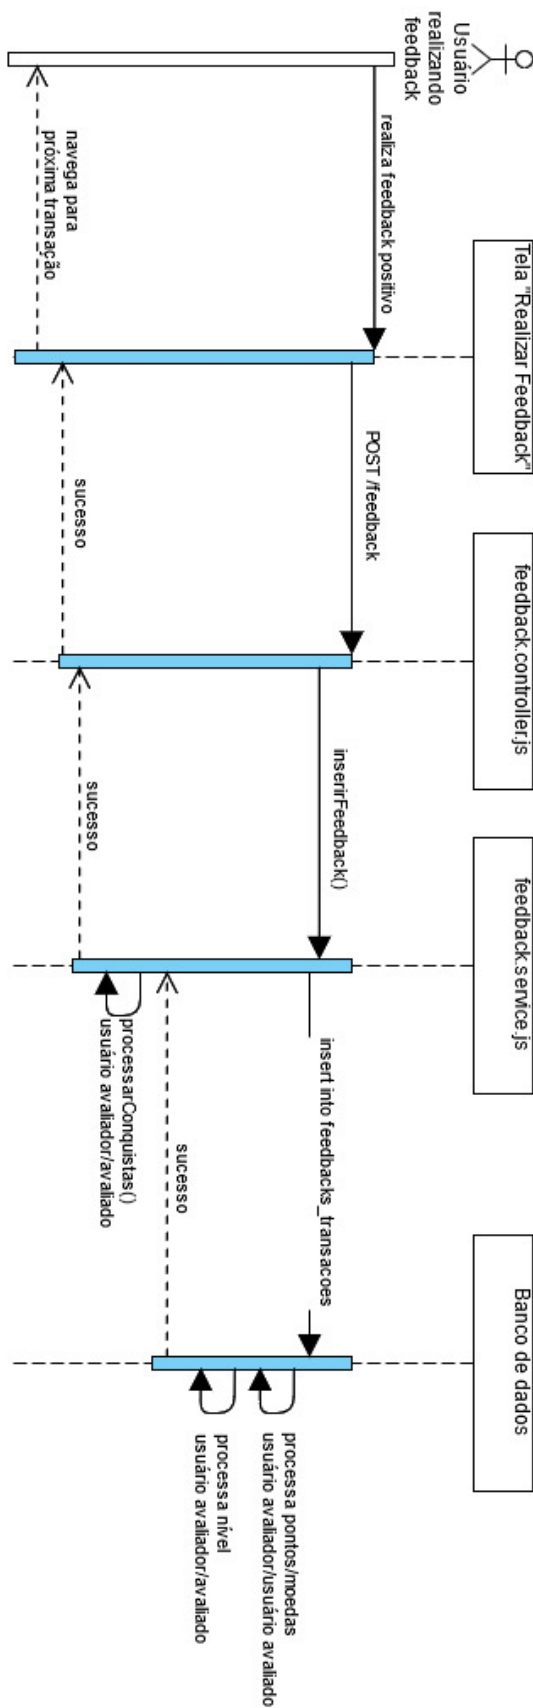 Usuário
realizando
feedback
Tela "Realizar Feedback"
feedback.controller.js
feedback.service.js
Banco de dados
realiza feedback positivo
POST /feedback
inserirFeedback()
insert into feedbacks_transacoes
processa pontos/moedas
usuário avaliador/usuário avaliado
processa nível
usuário avaliador/avaliado
sucesso
processarConquistas()
usuário avaliador/avaliado
sucesso
sucesso
navega para
próxima transação